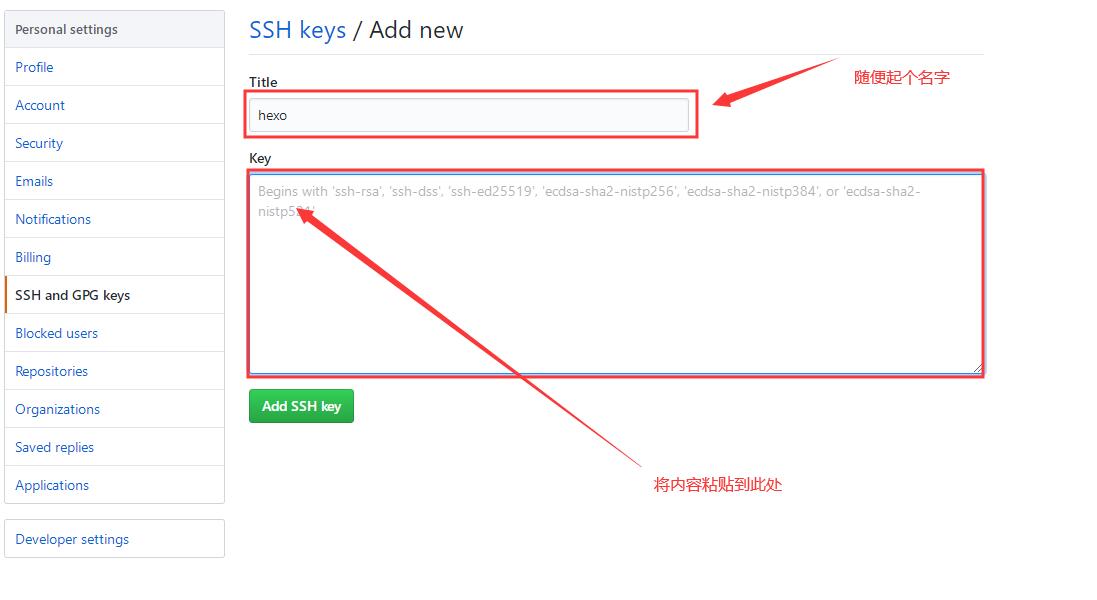 Personal settings
Profile
Account
Security
Emails
Notifications
Billing
SSH and GPG keys
Blocked users
Repositories
Organizations
Saved replies
Applications
Developer settings
SSH keys / Add new
Title
随便起个名字
hexo
Key
Begins with 'ssh-rsa', 'ssh-dss', 'ssh-ed25519', 'ecdsa-sha2-nistp256', 'ecdsa-sha2-nistp384', or 'ecdsa-sha2-
nistp521'
Add SSH key
将内容粘贴到此处